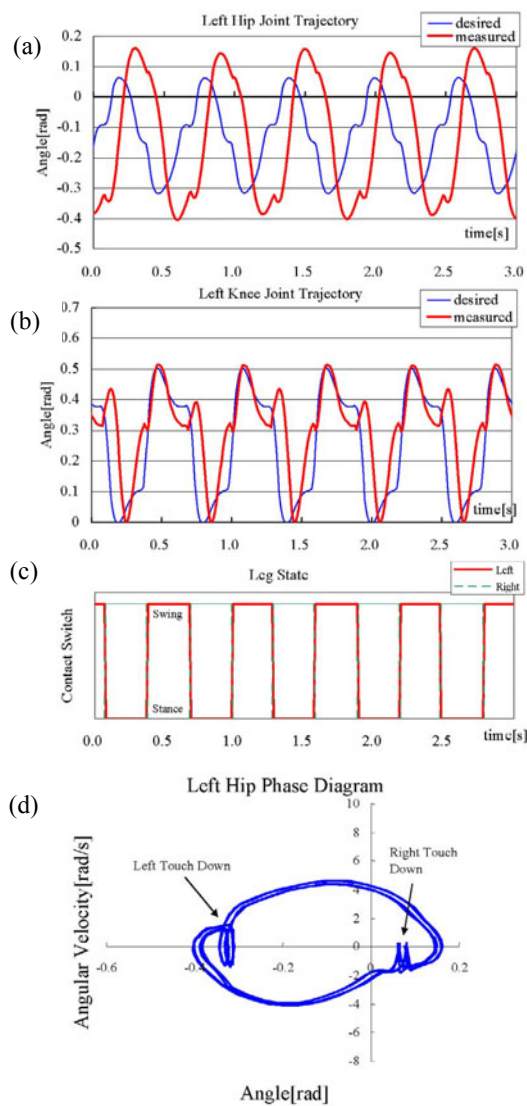 (a)
Left Hip Joint Trajectory
desired
measured
Angle[rad]
0.2
0.1
0
-0.1
-0.2
-0.3
-0.4
-0.5
time[s]
0.0 0.5 1.0 1.5 2.0 2.5 3.0
(b)
Left Knee Joint Trajectory
desired
measured
Angle[rad]
0.7
0.6
0.5
0.4
0.3
0.2
0.1
0
time[s]
0.0 0.5 1.0 1.5 2.0 2.5 3.0
(c)
Leg State
Left
Right
Contact Switch
Swing
Stance
0.0 0.5 1.0 1.5 2.0 2.5
time[s]
(d)
Left Hip Phase Diagram
Angular Velocity[rad/s]
10
8
6
4
2
0
-2
-4
-6
-8
Left Touch Down
Right Touch
Down
-0.6 -0.4 -0.2 0 0.2
Angle[rad]